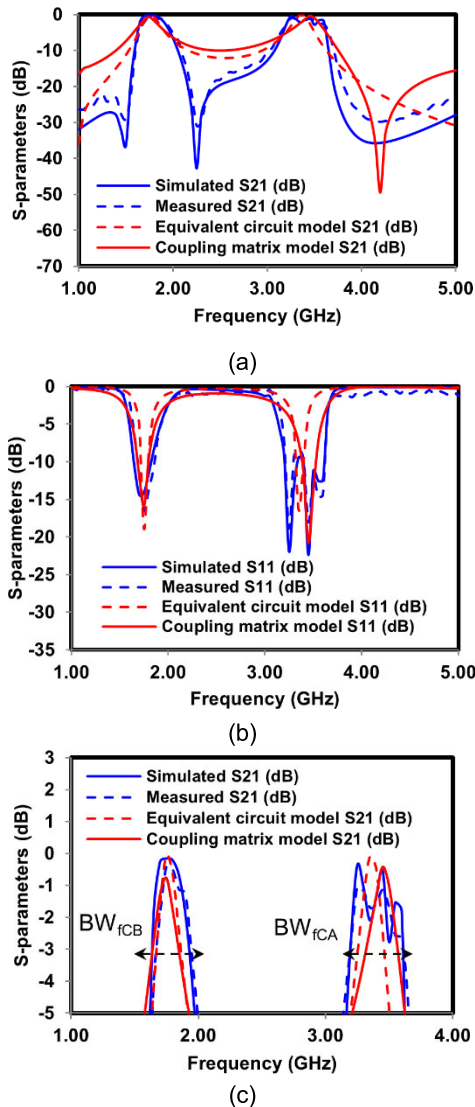 0
-10
-20
-30
-40
-50
-60
-70
S-parameters (dB)
Simulated S21 (dB)
Measured S21 (dB)
Equivalent circuit model S21 (dB)
Coupling matrix model S21 (dB)
1.00 2.00 3.00 4.00 5.00
Frequency (GHz)
(a)
0
-5
-10
-15
-20
-25
-30
-35
S-parameters (dB)
Simulated S11 (dB)
Measured S11 (dB)
Equivalent circuit model S11 (dB)
Coupling matrix model S11 (dB)
1.00 2.00 3.00 4.00 5.00
Frequency (GHz)
(b)
3
2
1
0
-1
-2
-3
-4
-5
S-parameters (dB)
Simulated S21 (dB)
Measured S21 (dB)
Equivalent circuit model S21 (dB)
Coupling matrix model S21 (dB)
BWfCB BWfCA
1.00 2.00 3.00 4.00
Frequency (GHz)
(c)